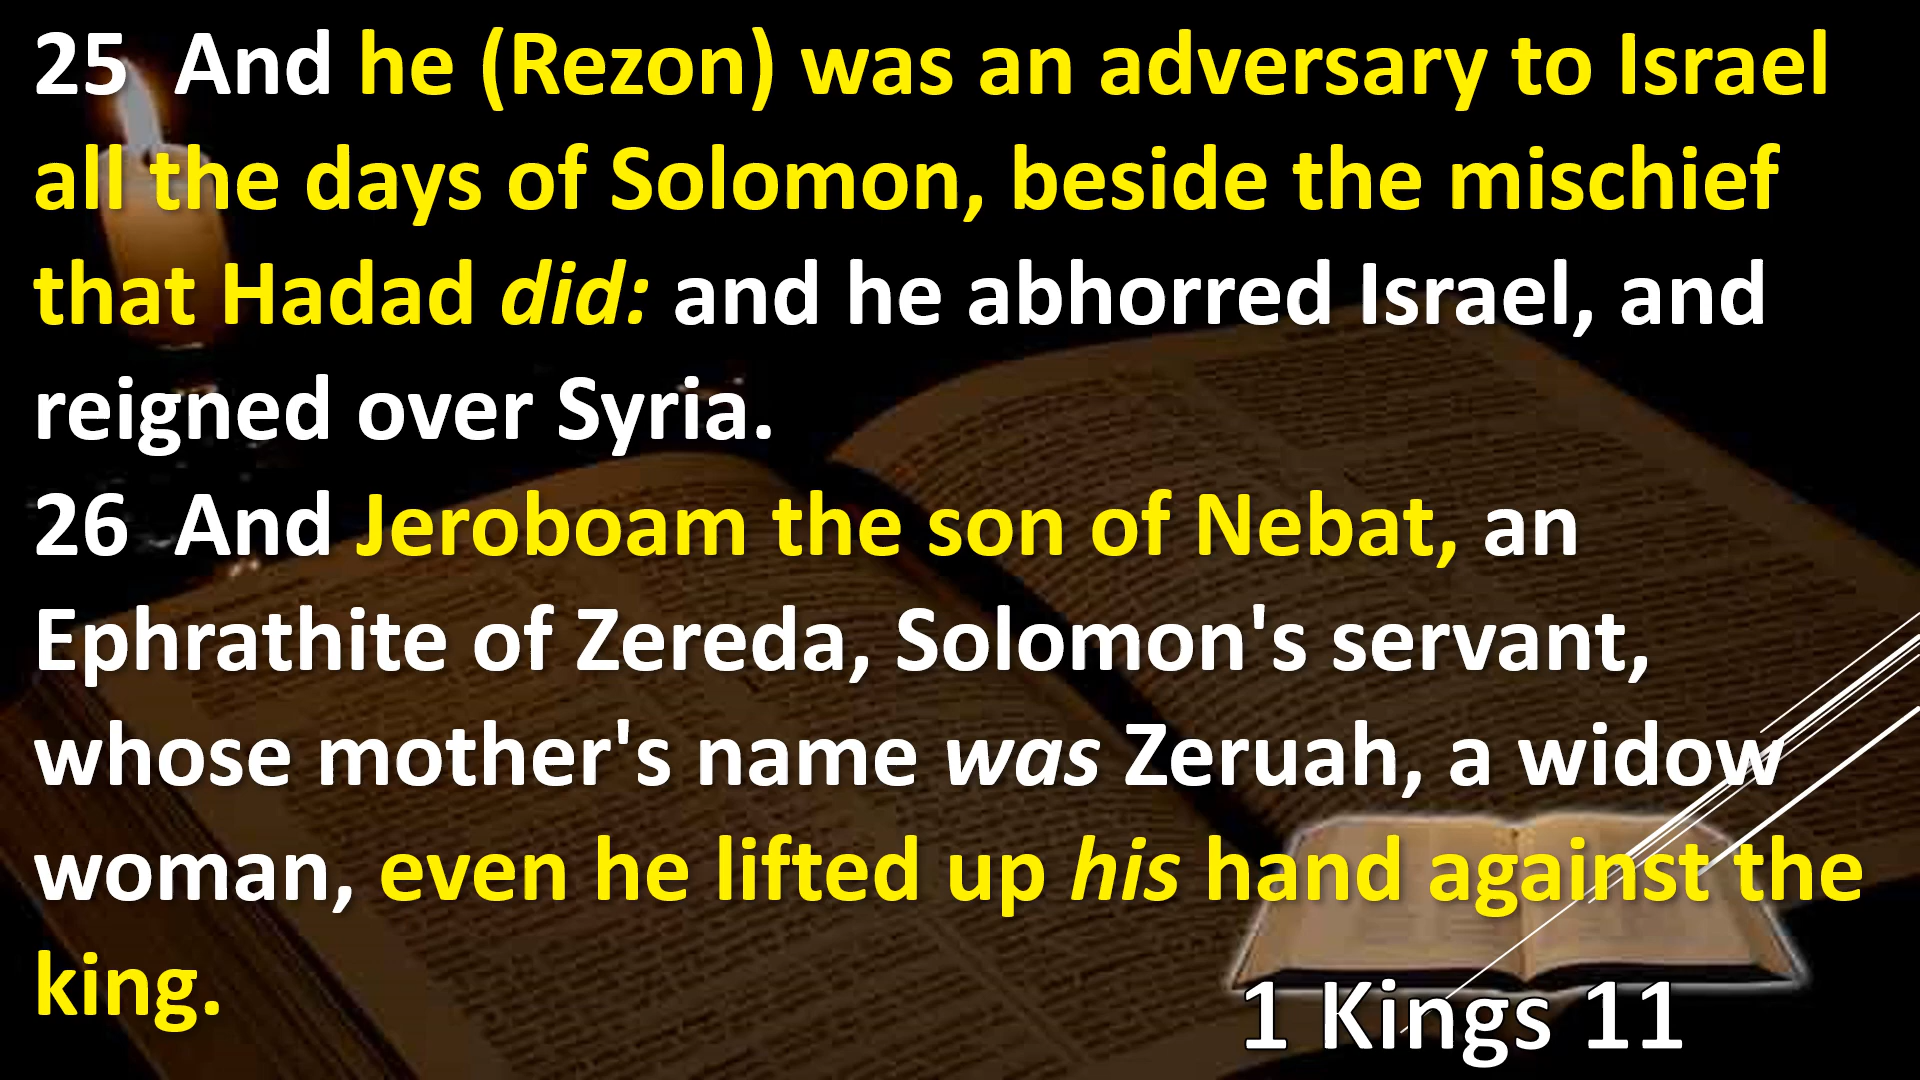 25  And he (Rezon) was an adversary to Israel
all the days of Solomon, beside the mischief
that Hadad did: and he abhorred Israel, and
reigned over Syria.
26  And Jeroboam the son of Nebat, an
Ephrathite of Zereda, Solomon's servant,
whose mother's name was Zeruah, a widow
woman, even he lifted up his hand against the
king.
1 Kings 11